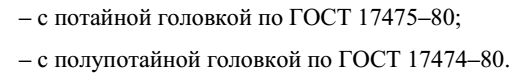 – с потайной головкой по ГОСТ 17475–80;
– с полупотайной головкой по ГОСТ 17474–80.